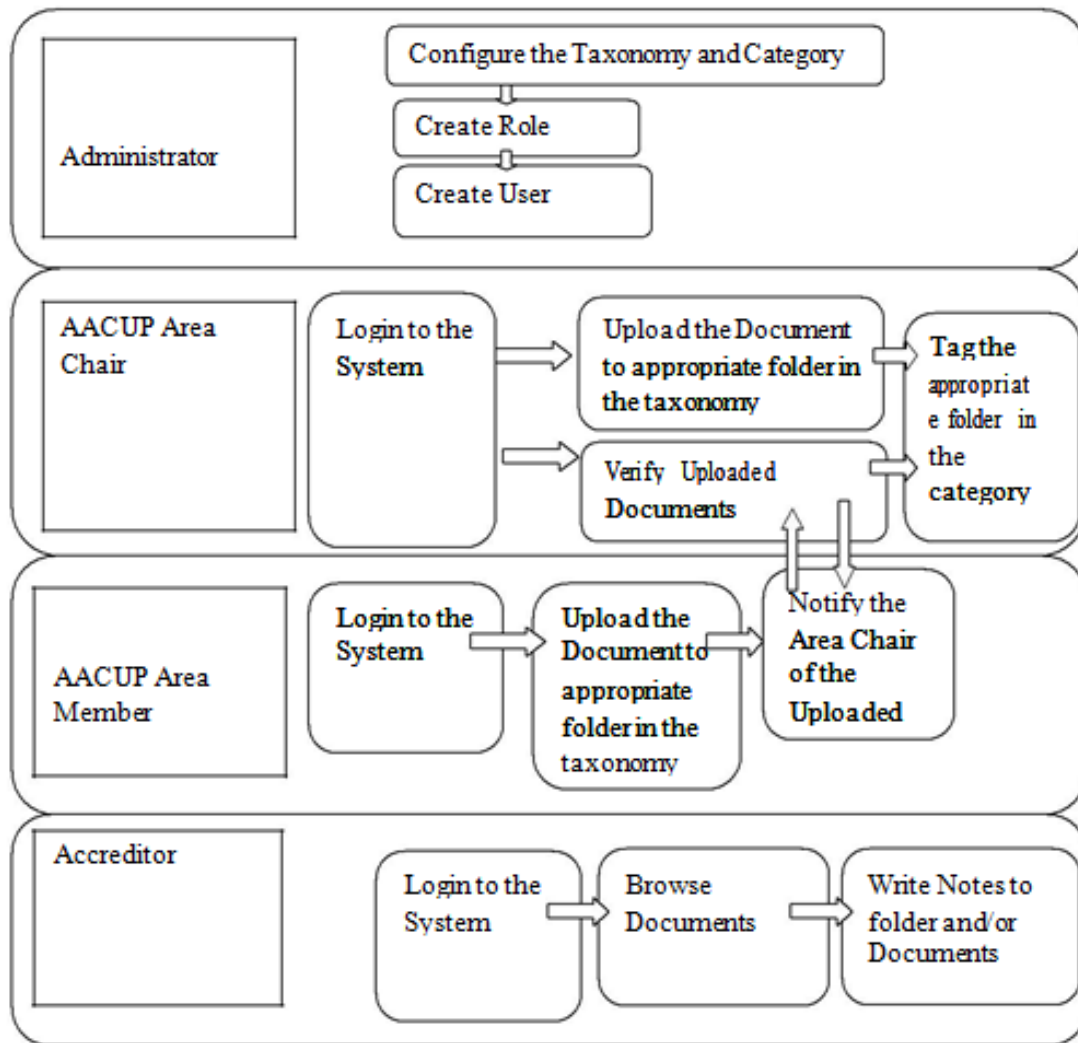 Configure the Taxonomy and Category
Create Role
Administrator
Create User
AACUP Area
Chair
Login to the
System
Upload the Document
to appropriate folder in
the taxonomy
Tag the
appropriat
e folder in
the
category
Verify Uploaded
Documents
AACUP Area
Member
Login to the
System
Upload the
Document to
appropriate
folder in the
taxonomy
Notify the
Area Chair
of the
Uploaded
Accreditor
Login to the
System
Browse
Documents
Write Notes to
folder and/or
Documents